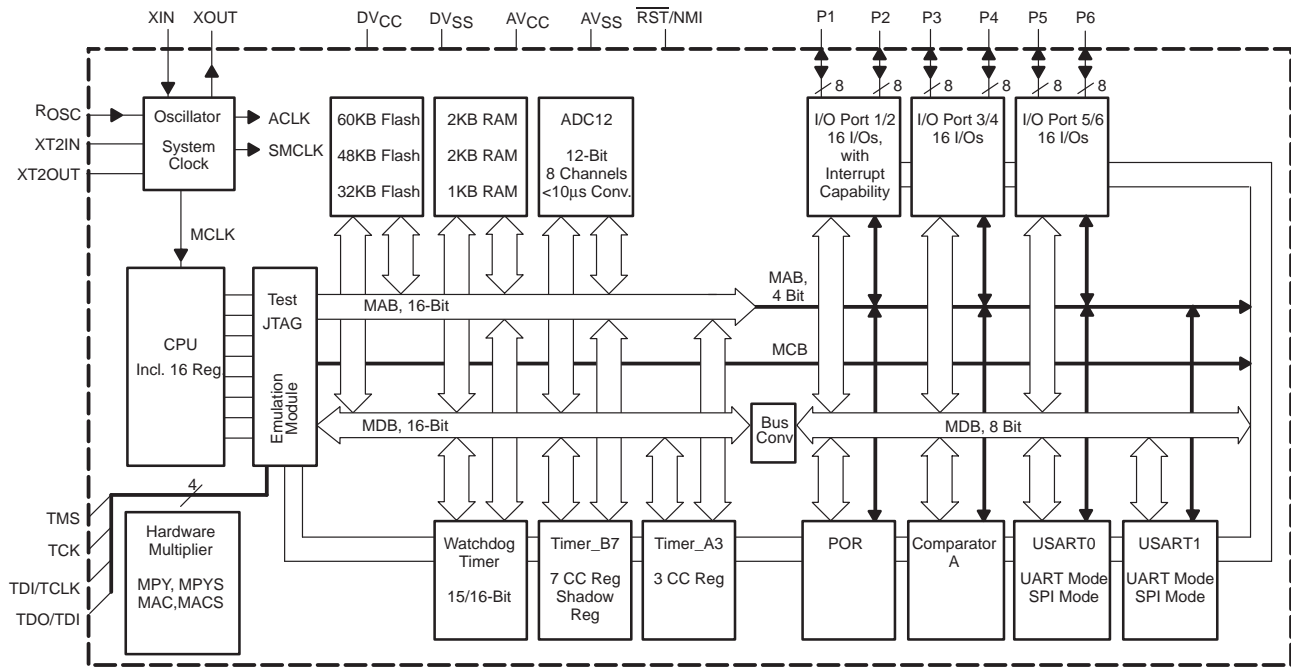 XIN
XOUT
DVCC
DVSS
AVCC
AVSS
RST/NMI
P1
P2
P3
P4
P5
P6
8
8
8
8
8
8
ROSC
XT2IN
XT2OUT
Oscillator
System
Clock
ACLK
SMCLK
60KB Flash
48KB Flash
32KB Flash
2KB RAM
2KB RAM
1KB RAM
ADC12
12-Bit
8 Channels
<10μs Conv.
I/O Port 1/2
16 I/Os,
with
Interrupt
Capability
I/O Port 3/4
16 I/Os
I/O Port 5/6
16 I/Os
MCLK
CPU
Incl. 16 Reg.
Test
JTAG
Emulation
Module
MAB, 16-Bit
MAB,
4 Bit
MCB
MDB, 16-Bit
Bus
Conv
MDB, 8 Bit
4
TMS
TCK
TDI/TCLK
TDO/TDI
Hardware
Multiplier
MPY, MPYS
MAC,MACS
Watchdog
Timer
15/16-Bit
Timer_B7
7 CC Reg
Shadow
Reg
Timer_A3
3 CC Reg
POR
Comparator
A
USART0
UART Mode
SPI Mode
USART1
UART Mode
SPI Mode